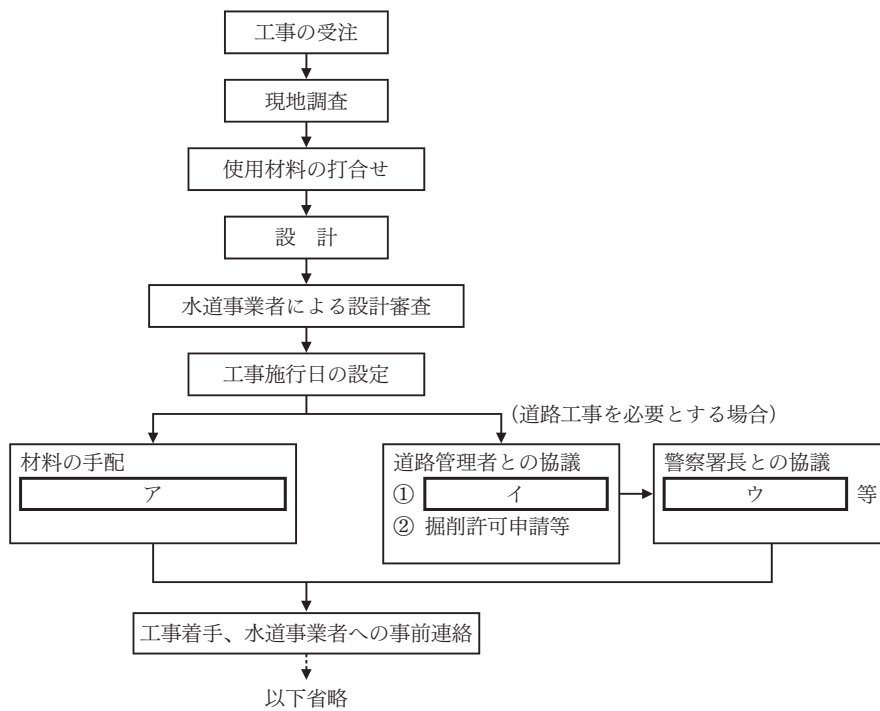 工事の受注
現地調査
使用材料の打合せ
設　計
水道事業者による設計審査
工事施行日の設定
(道路工事を必要とする場合)
材料の手配
ア
道路管理者との協議
① イ
② 掘削許可申請等
警察署長との協議
ウ 等
工事着手、水道事業者への事前連絡
以下省略